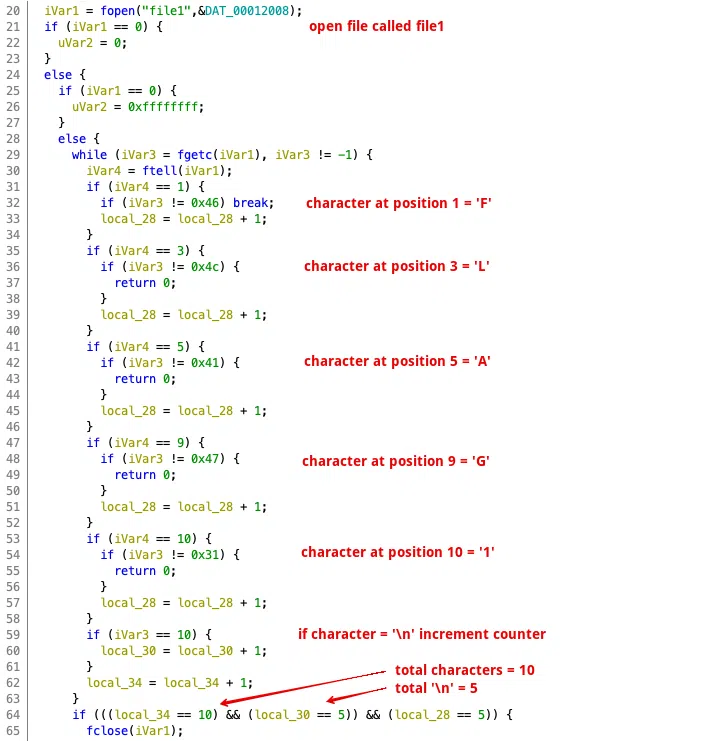 20 iVar1 = fopen("file1",&DAT_00012008);
21 if (iVar1 == 0) { open file called file1
22 uVar2 = 0;
23 }
24 else {
25 if (iVar1 == 0) {
26 uVar2 = 0xffffffff;
27 }
28 else {
29 while (iVar3 = fgetc(iVar1), iVar3 != -1) {
30 iVar4 = ftell(iVar1);
31 if (iVar4 == 1) {
32 if (iVar3 != 0x46) break; character at position 1 = 'F'
33 local_28 = local_28 + 1;
34 }
35 if (iVar4 == 3) {
36 if (iVar3 != 0x4c) { character at position 3 = 'L'
37 return 0;
38 }
39 local_28 = local_28 + 1;
40 }
41 if (iVar4 == 5) {
42 if (iVar3 != 0x41) { character at position 5 = 'A'
43 return 0;
44 }
45 local_28 = local_28 + 1;
46 }
47 if (iVar4 == 9) {
48 if (iVar3 != 0x47) { character at position 9 = 'G'
49 return 0;
50 }
51 local_28 = local_28 + 1;
52 }
53 if (iVar4 == 10) {
54 if (iVar3 != 0x31) { character at position 10 = '1'
55 return 0;
56 }
57 local_28 = local_28 + 1;
58 }
59 if (iVar3 == 10) { if character = '\n' increment counter
60 local_30 = local_30 + 1;
61 } total characters = 10
62 local_34 = local_34 + 1; total '\n' = 5
63 }
64 if (((local_34 == 10) && (local_30 == 5)) && (local_28 == 5)) {
65 fclose(iVar1);